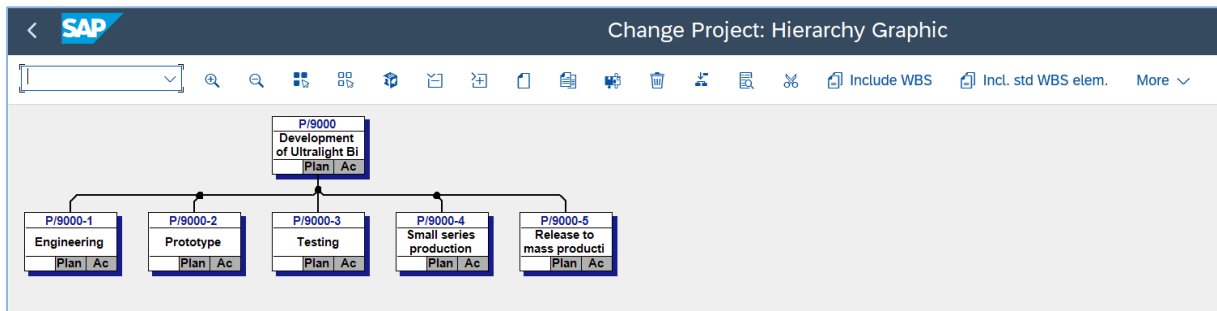 SAP
Change Project: Hierarchy Graphic
Include WBS
Incl. std WBS elem.
More
P/9000
Development
of Ultralight Bi
Plan Ac
P/9000-1
Engineering
Plan Ac
P/9000-2
Prototype
Plan Ac
P/9000-3
Testing
Plan Ac
P/9000-4
Small series
production
Plan Ac
P/9000-5
Release to
mass producti
Plan Ac